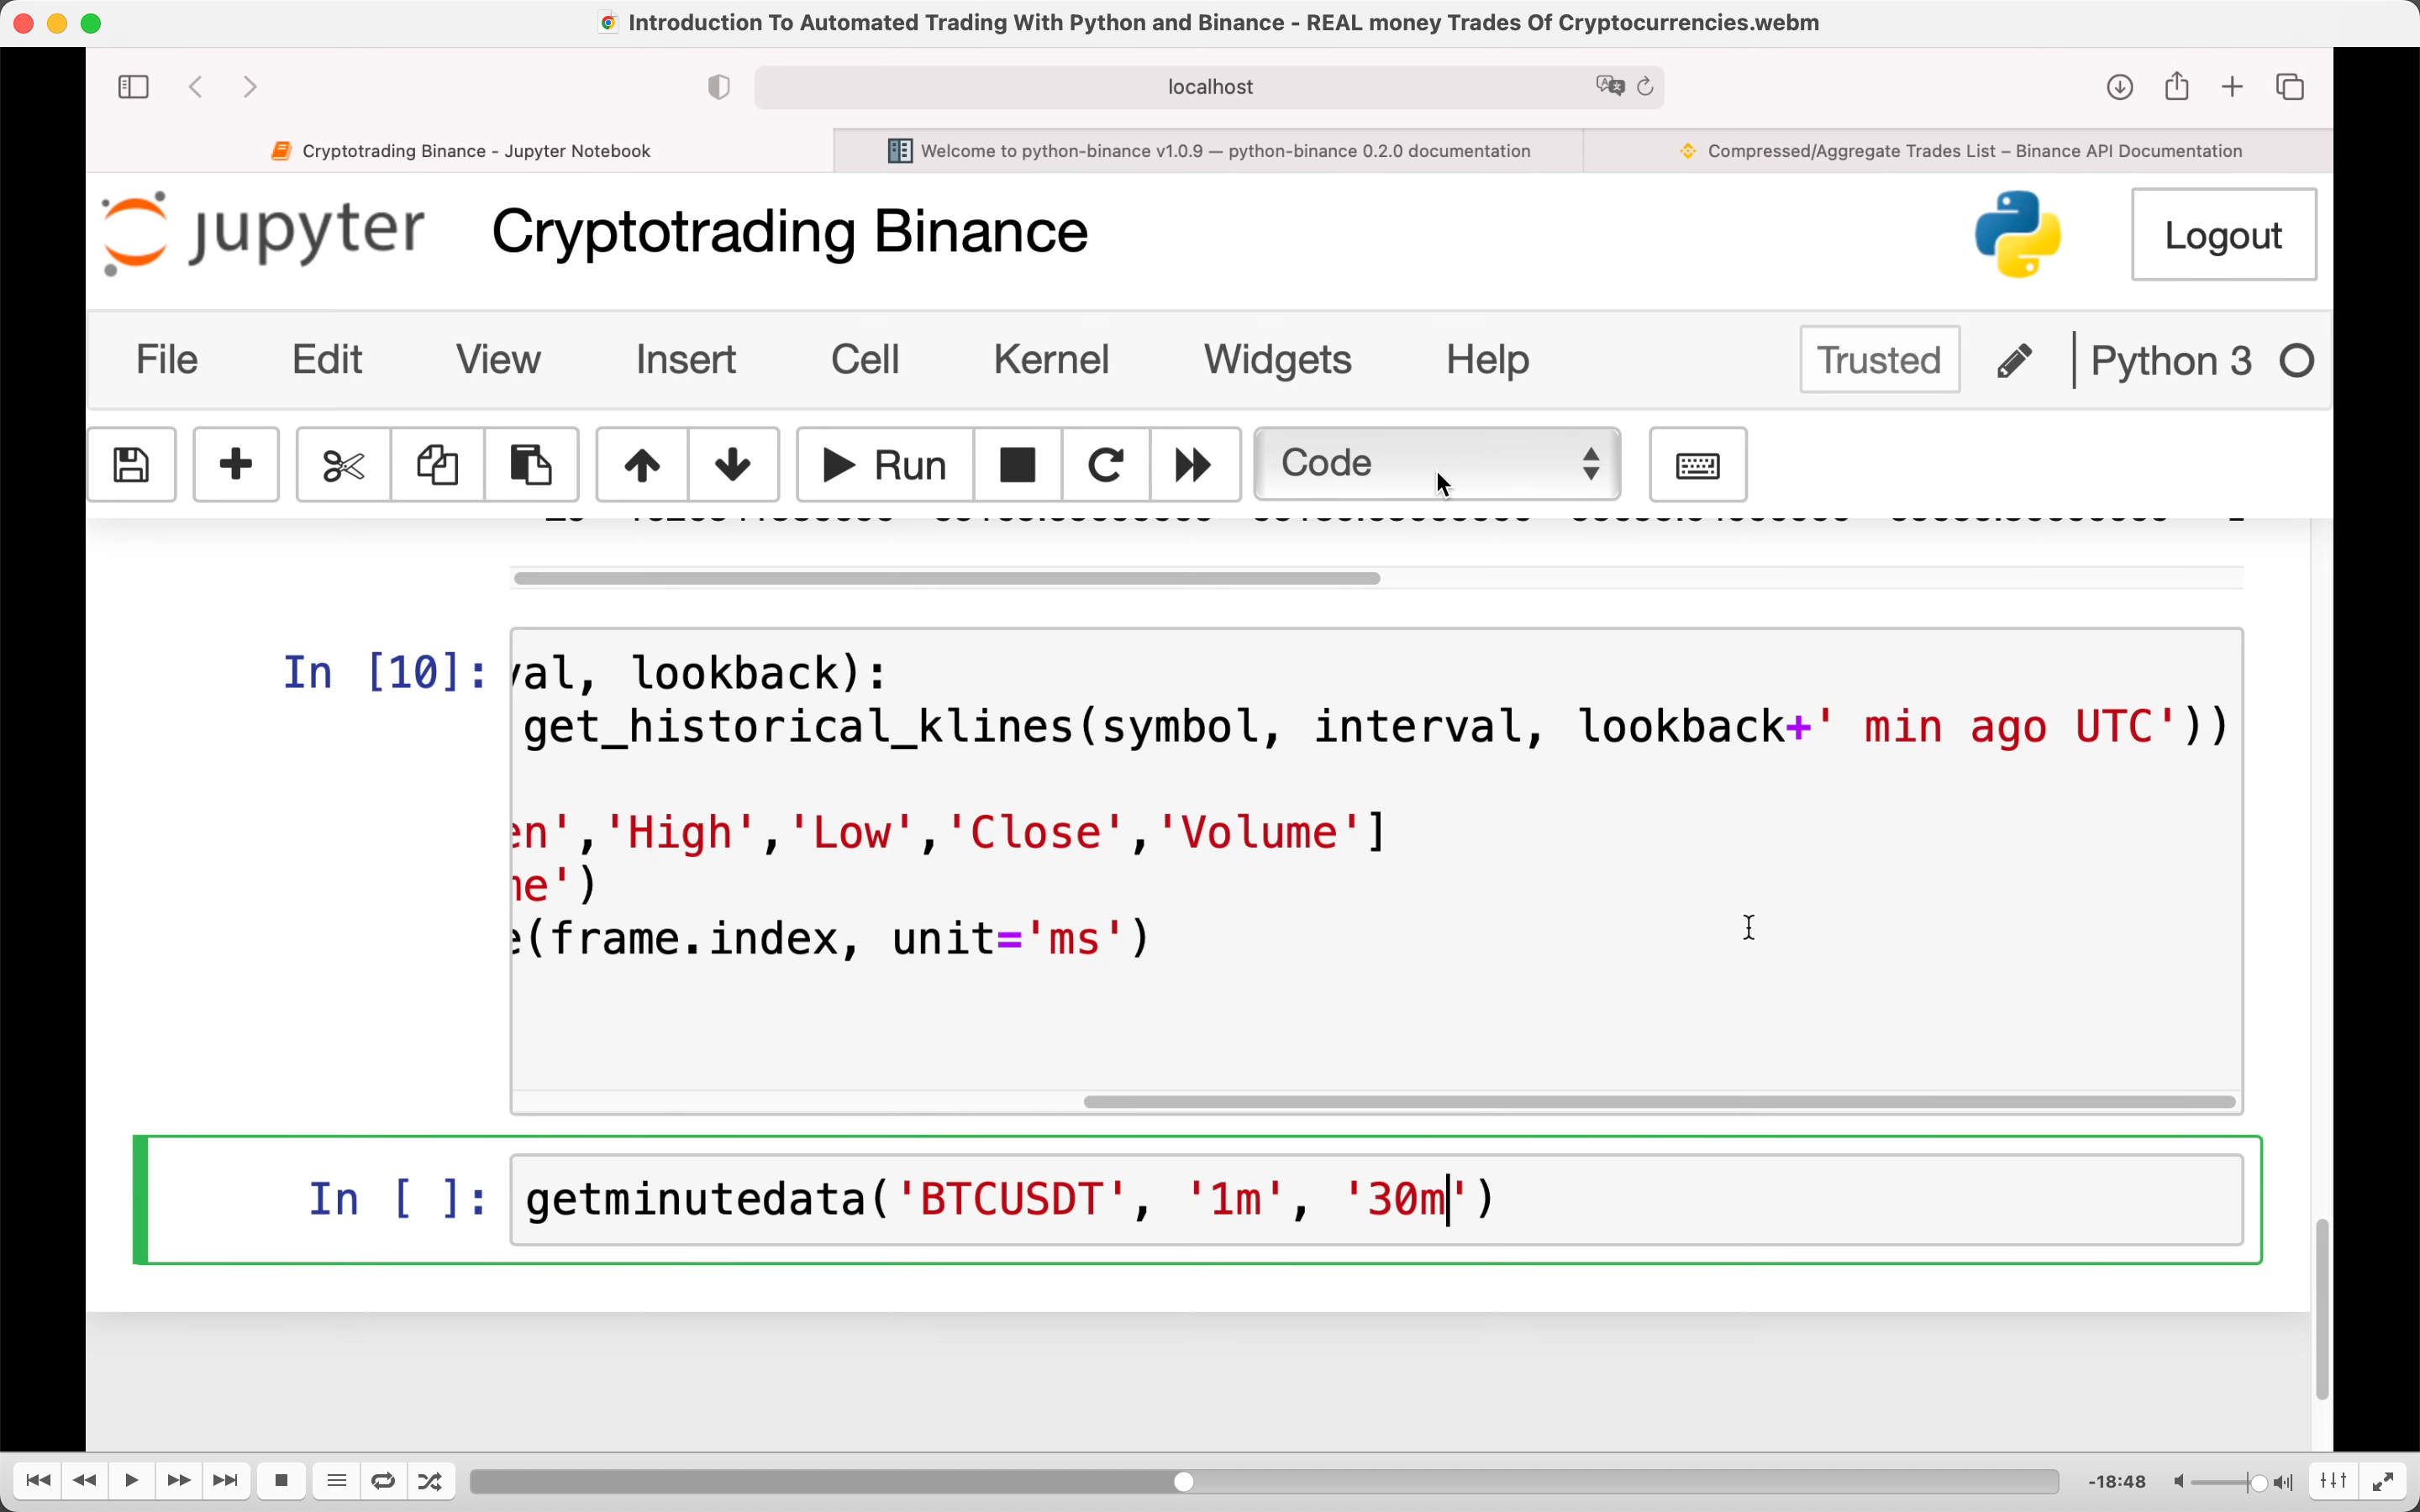 Introduction To Automated Trading With Python and Binance - REAL money Trades Of Cryptocurrencies.webm
localhost
Cryptotrading Binance - Jupyter Notebook
Welcome to python-binance v1.0.9 — python-binance 0.2.0 documentation
Compressed/Aggregate Trades List – Binance API Documentation
jupyter Cryptotrading Binance
Logout
File Edit View Insert Cell Kernel Widgets Help Trusted Python 3
Run Code
In [10]: val, lookback):
get_historical_klines(symbol, interval, lookback+' min ago UTC'))
en','High','Low','Close','Volume']
me')
e(frame.index, unit='ms')
In [ ]: getminutedata('BTCUSDT', '1m', '30m')
-18:48